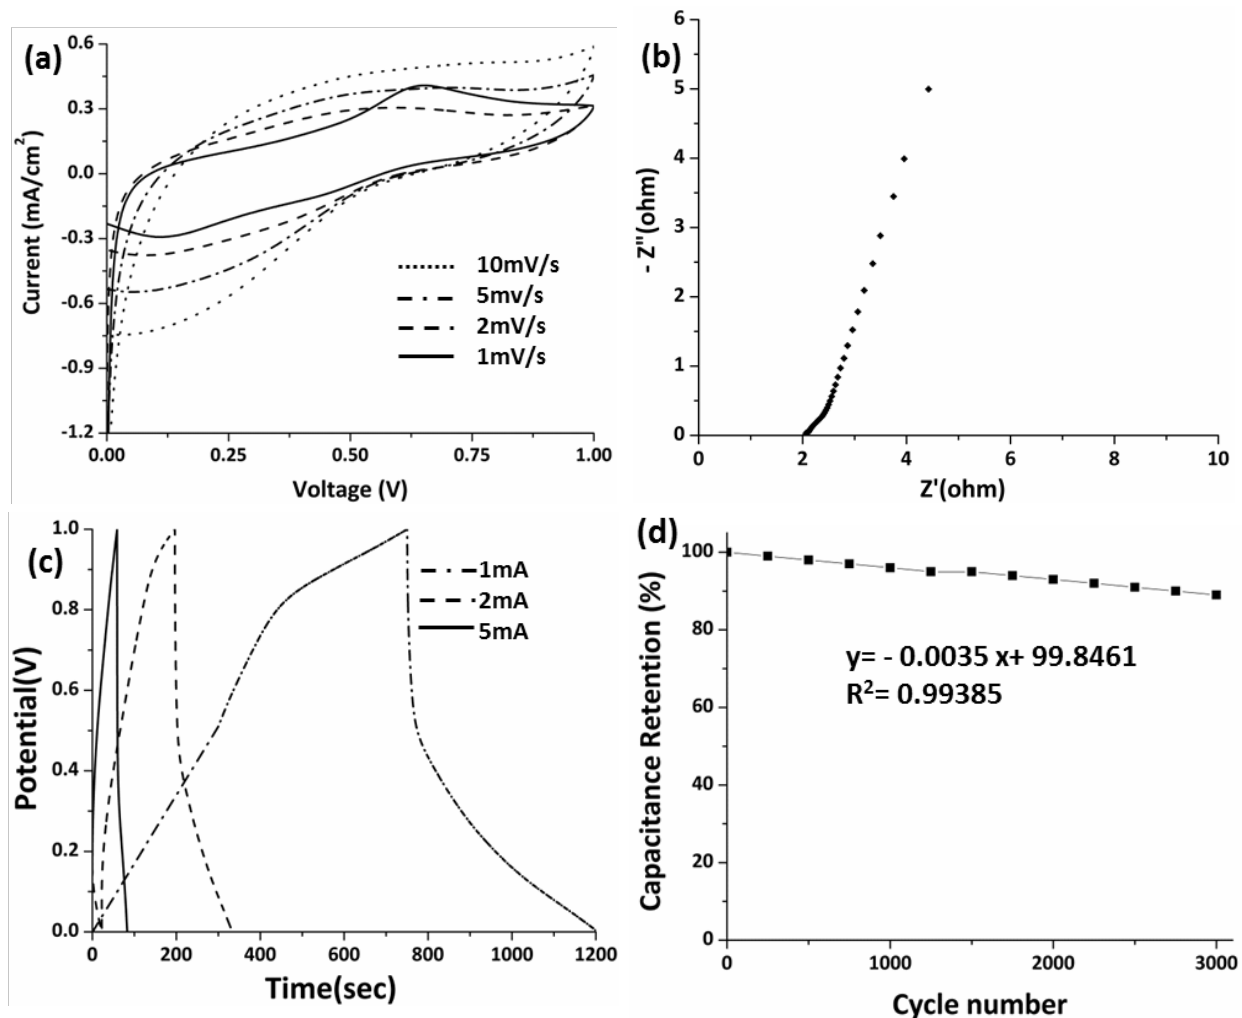 (a)
0.6
0.3
0.0
-0.3
-0.6
-0.9
-1.2
Current (mA/cm²)
10mV/s
5mv/s
2mV/s
1mV/s
0.00 0.25 0.50 0.75 1.00
Voltage (V)
(b)
6
5
4
3
2
1
0
- Z"(ohm)
0 2 4 6 8 10
Z'(ohm)
(c)
1.0
0.8
0.6
0.4
0.2
0.0
Potential(V)
1mA
2mA
5mA
0 200 400 600 800 1000 1200
Time(sec)
(d)
100
80
60
40
20
0
Capacitance Retention (%)
y= - 0.0035 x+ 99.8461
R²= 0.99385
0 1000 2000 3000
Cycle number